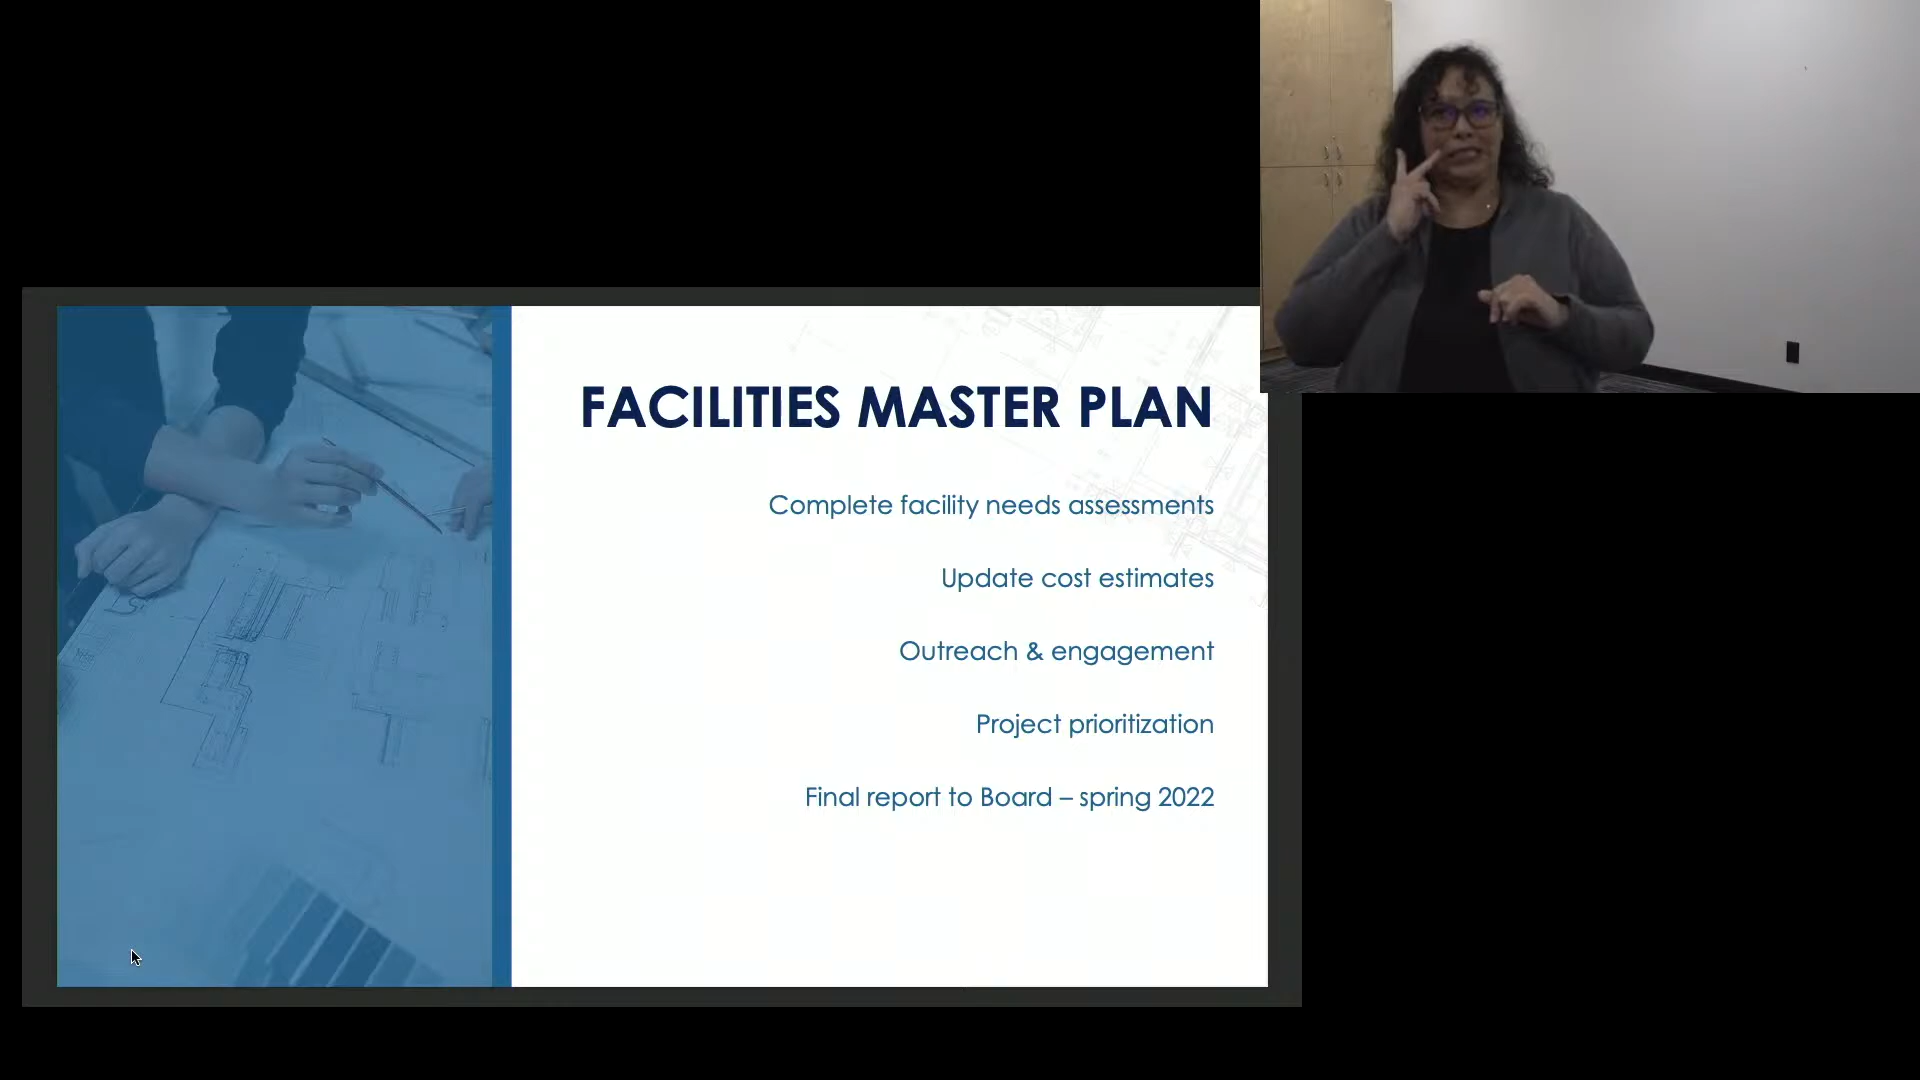 FACILITIES MASTER PLAN
Complete facility needs assessments
Update cost estimates
Outreach & engagement
Project prioritization
Final report to Board – spring 2022